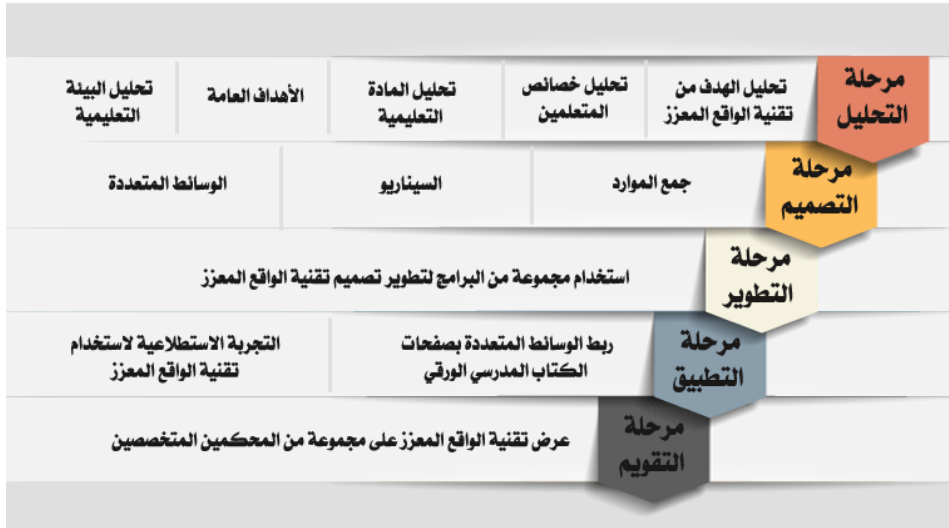 مرحلة
التحليل
تحليل الهدف من
تقنية الواقع المعزز
تحليل خصائص
المتعلمين
تحليل المادة
التعليمية
الأهداف العامة
تحليل البيئة
التعليمية
مرحلة
التصميم
جمع الموارد
السيناريو
الوسائط المتعددة
مرحلة
التطوير
استخدام مجموعة من البرامج لتطوير تصميم تقنية الواقع المعزز
مرحلة
التطبيق
ربط الوسائط المتعددة بصفحات
الكتاب المدرسي الورقي
التجربة الاستطلاعية لاستخدام
تقنية الواقع المعزز
مرحلة
التقويم
عرض تقنية الواقع المعزز على مجموعة من المحكمين المتخصصين